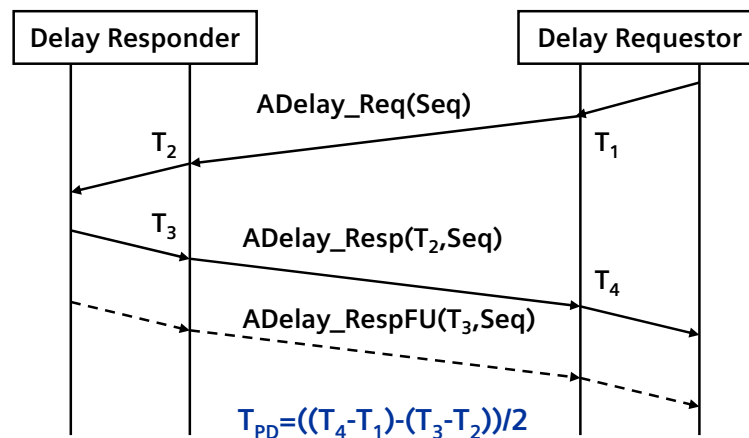 Delay Responder
Delay Requestor
ADelay_Req(Seq)
T₂
T₁
T₃
ADelay_Resp(T₂,Seq)
T₄
ADelay_RespFU(T₃,Seq)
T_PD=((T₄-T₁)-(T₃-T₂))/2